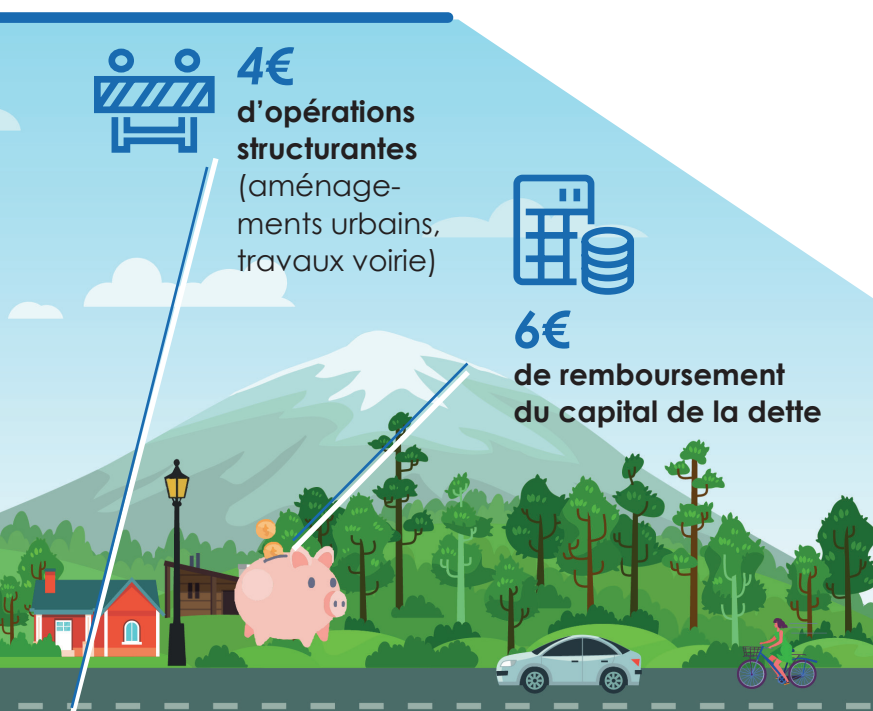 4€
d'opérations
structurantes
(aménage-
ments urbains,
travaux voirie)
6€
de remboursement
du capital de la dette